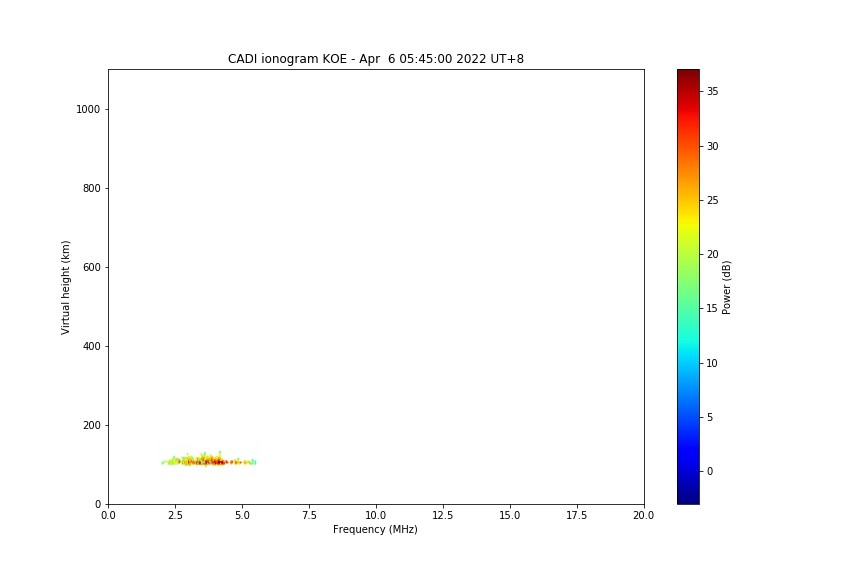 CADI ionogram KOE - Apr  6 05:45:00 2022 UT+8
1000
800
600
400
200
0
Virtual height (km)
0.0 2.5 5.0 7.5 10.0 12.5 15.0 17.5 20.0
Frequency (MHz)
35
30
25
20
15
10
5
0
Power (dB)